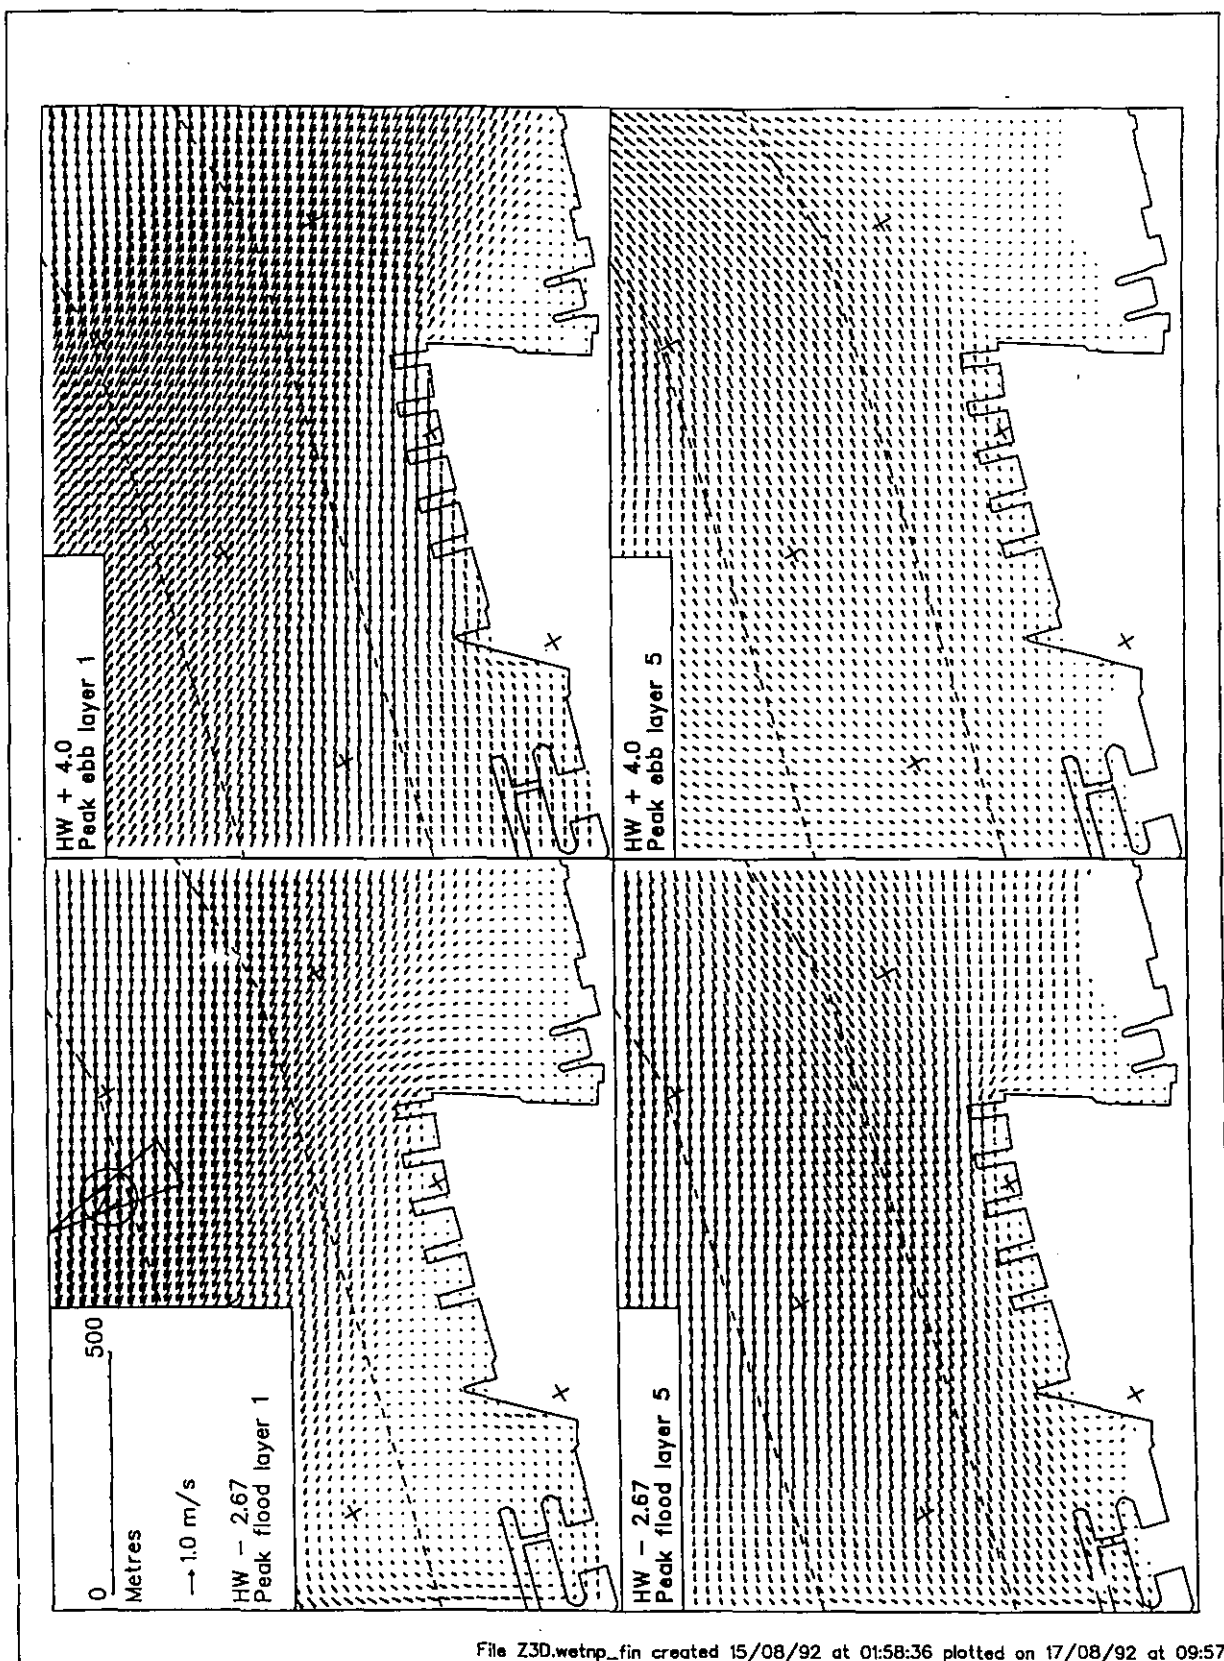 HW + 4.0
Peak ebb layer 1
HW + 4.0
Peak ebb layer 5
0
500
Metres
1.0 m/s
HW - 2.67
Peak flood layer 1
HW - 2.67
Peak flood layer 5
File Z3D.wetnp_fin created 15/08/92 at 01:58:36 plotted on 17/08/92 at 09:57